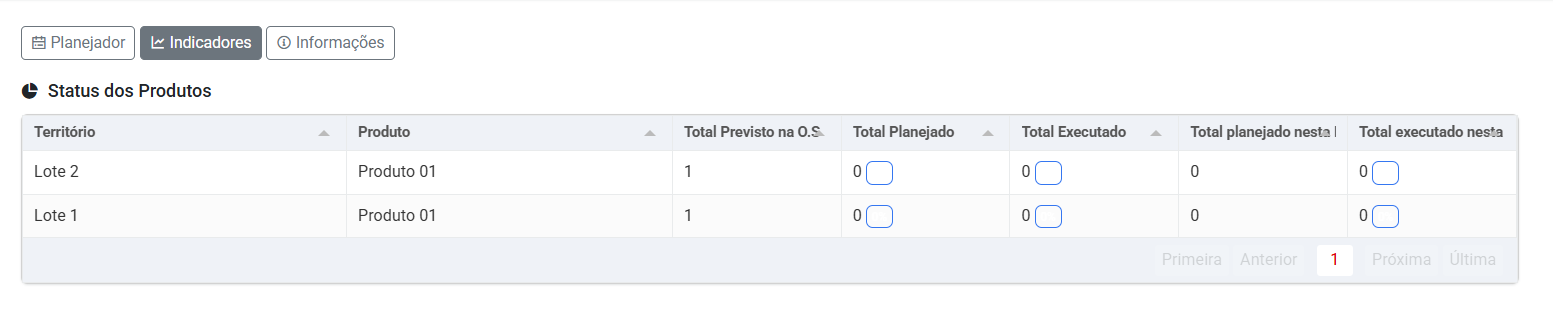 Planejador Indicadores Informações
Status dos Produtos
Território Produto Total Previsto na O.S Total Planejado Total Executado Total planejado nesta Total executado nesta
Lote 2 Produto 01 1 0 0 0 0
Lote 1 Produto 01 1 0 0 0 0
Primeira Anterior 1 Próxima Última